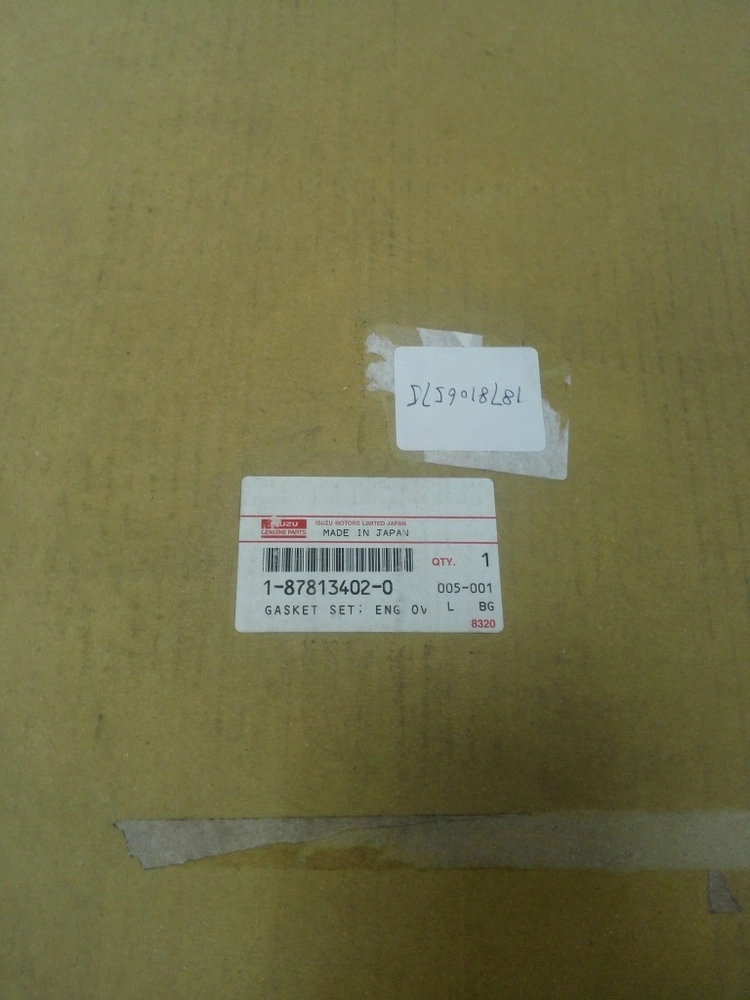 1878106575
ISUZU
GENUINE PARTS
ISUZU MOTORS LIMITED JAPAN
MADE IN JAPAN
QTY. 1
1-87813402-0 005-001
GASKET SET; ENG OV L BG
8320